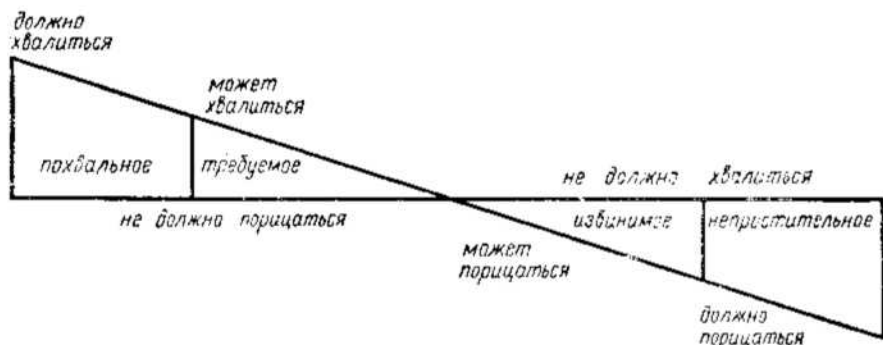 должно
хвалиться
может
хвалиться
похвальное
требуемое
не должно хвалиться
не должно порицаться
извинимое
непростительное
может
порицаться
должно
порицаться